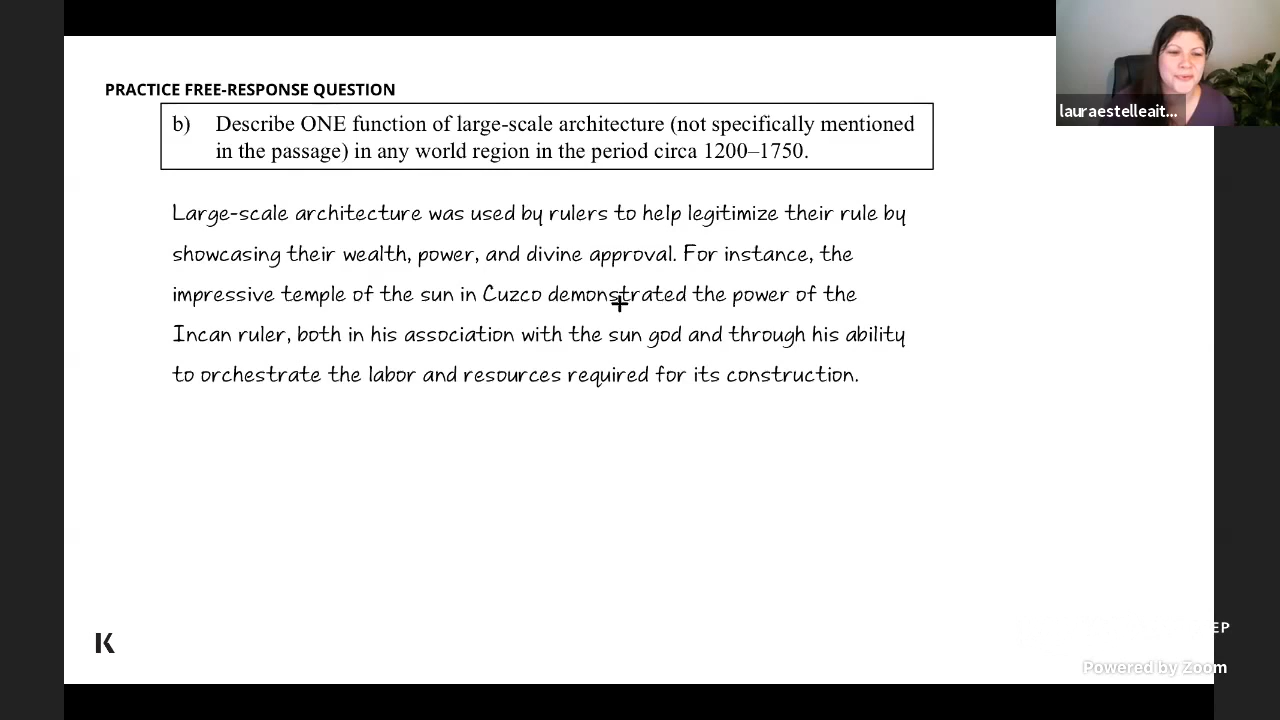 PRACTICE FREE-RESPONSE QUESTION
b) Describe ONE function of large-scale architecture (not specifically mentioned
in the passage) in any world region in the period circa 1200–1750.
Large-scale architecture was used by rulers to help legitimize their rule by
showcasing their wealth, power, and divine approval. For instance, the
impressive temple of the sun in Cuzco demonstrated the power of the
Incan ruler, both in his association with the sun god and through his ability
to orchestrate the labor and resources required for its construction.
lauraestelleait...
K
EP
Powered by Zoom